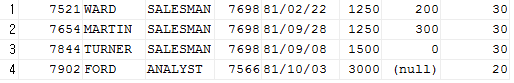 1 7521 WARD SALESMAN 7698 81/02/22 1250 200 30
2 7654 MARTIN SALESMAN 7698 81/09/28 1250 300 30
3 7844 TURNER SALESMAN 7698 81/09/08 1500 0 30
4 7902 FORD ANALYST 7566 81/10/03 3000 (null) 20